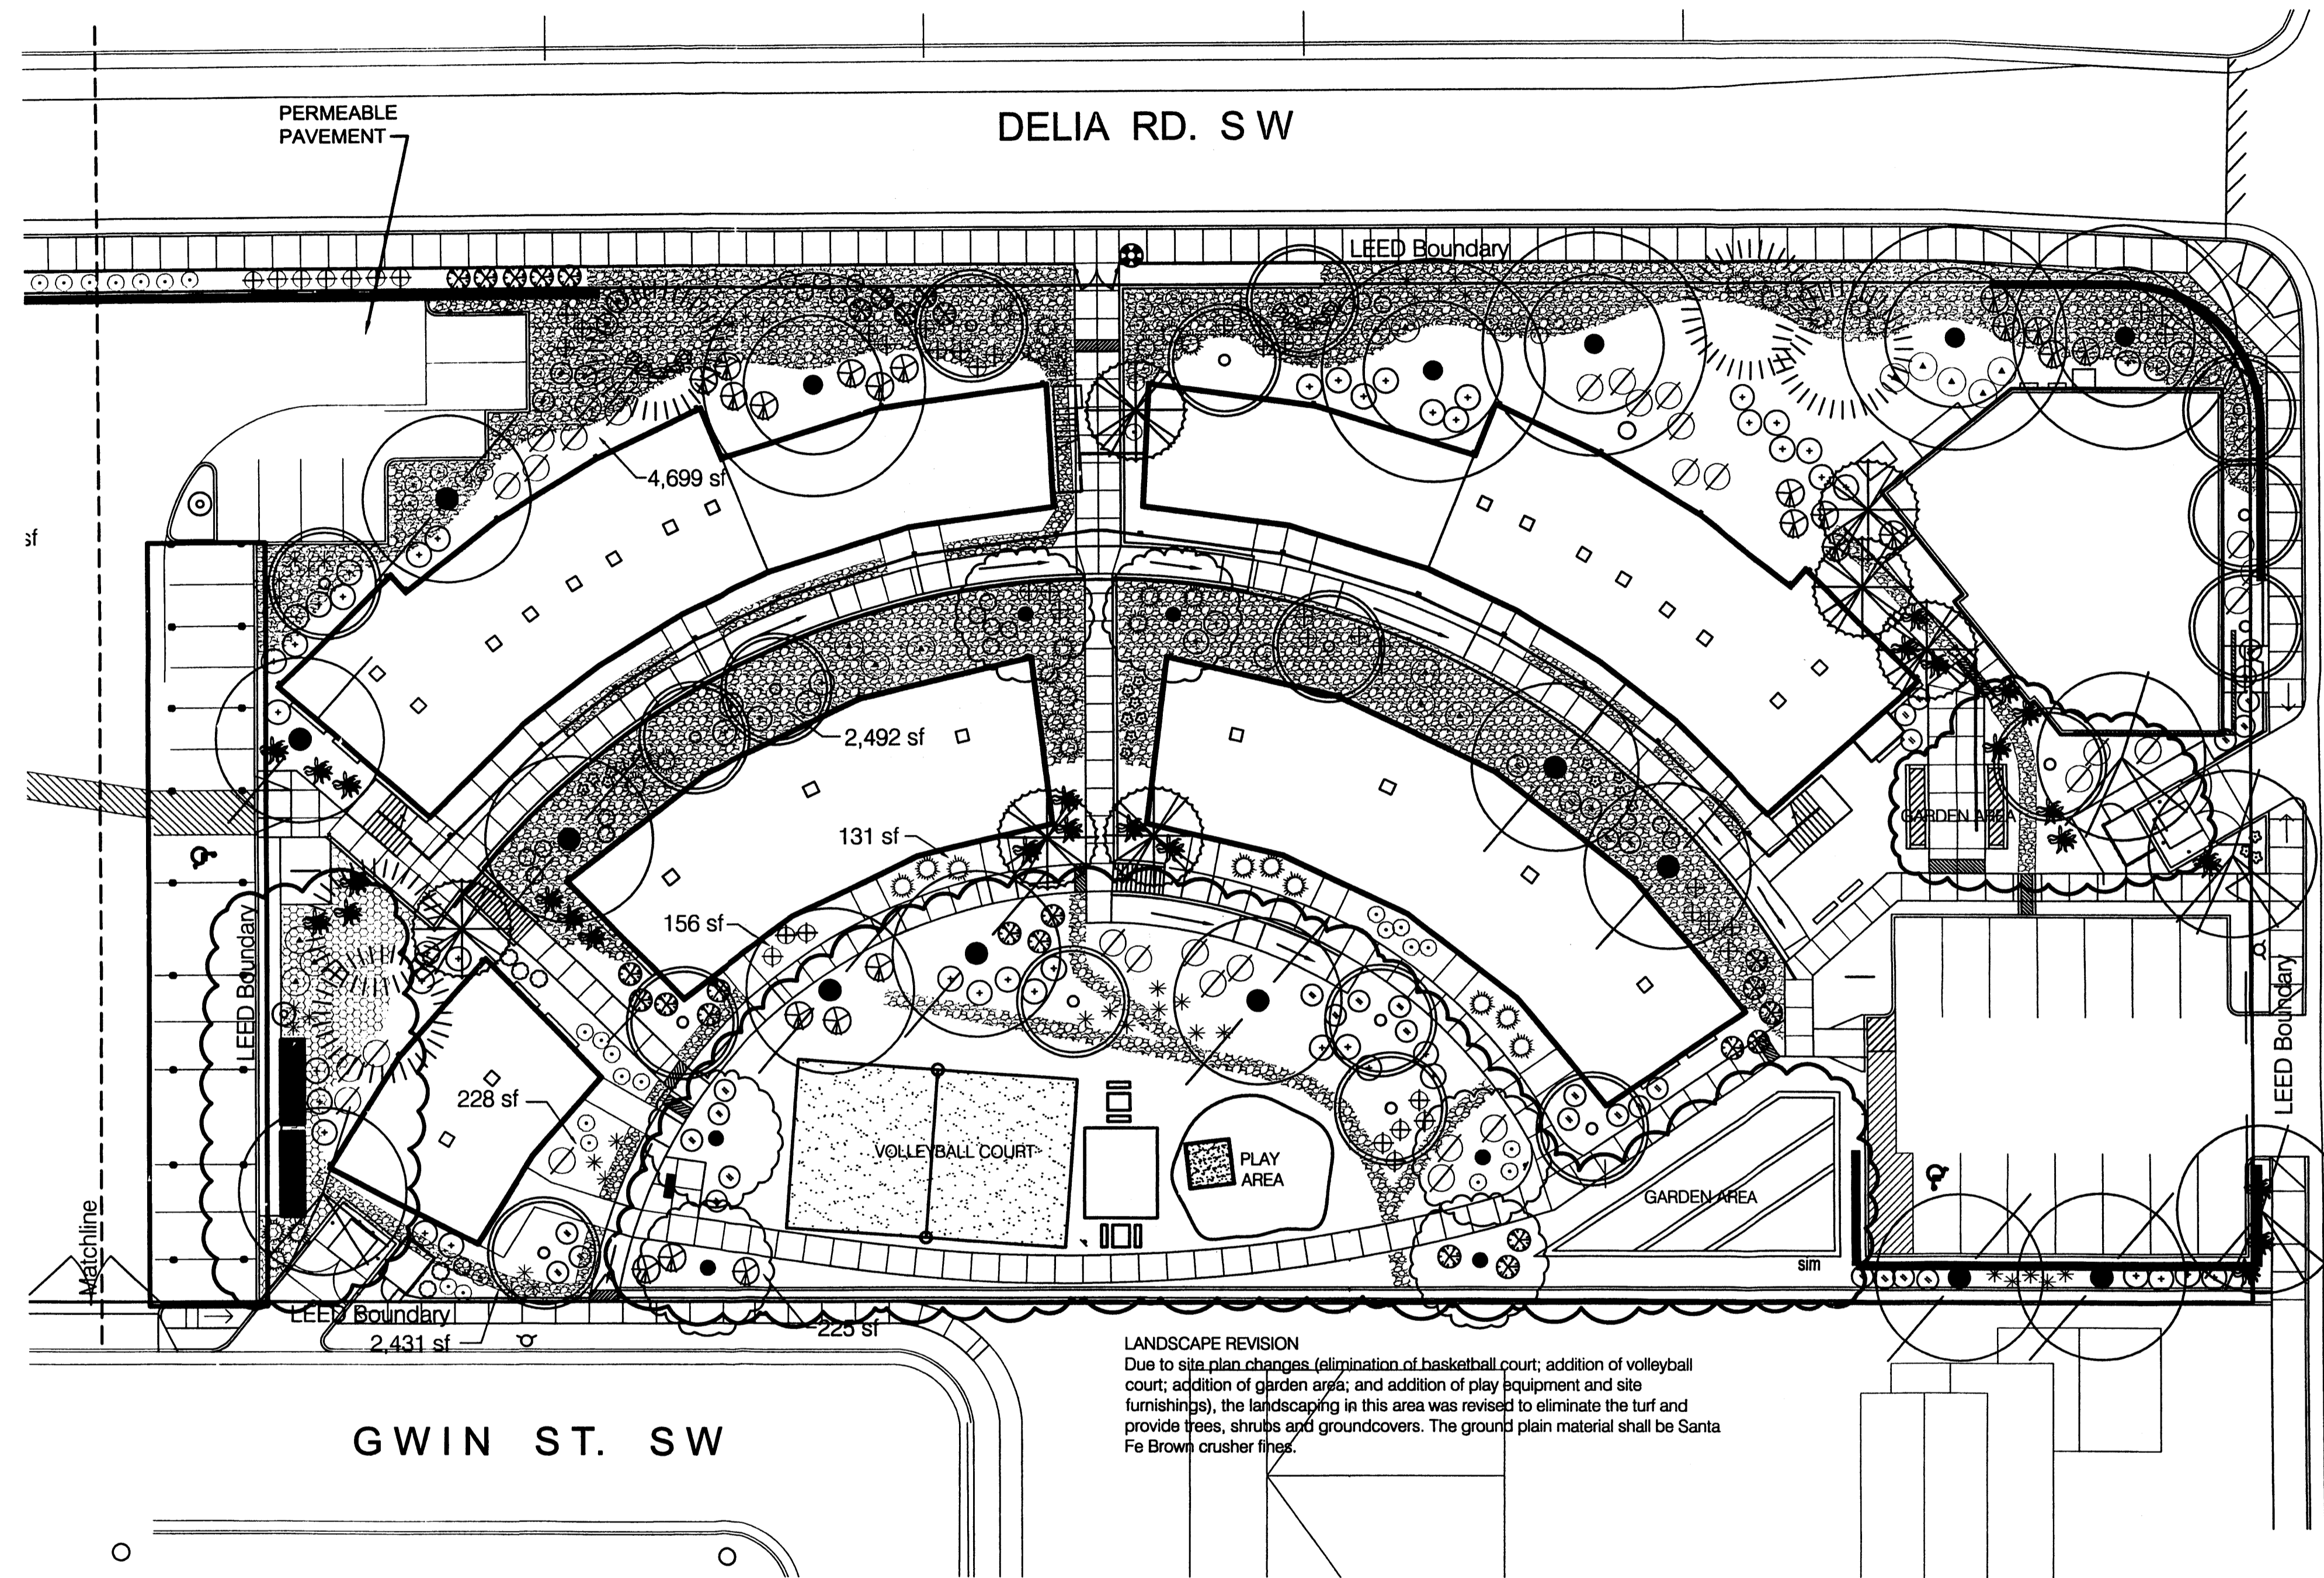 PERMEABLE
PAVEMENT
DELIA RD. SW
LEED Boundary
4,699 sf
sf
2,492 sf
131 sf
GARDEN AREA
156 sf
LEED Boundary
LEED Boundary
228 sf
VOLLEYBALL COURT
PLAY
AREA
GARDEN AREA
Matchline
sim
LEED Boundary
2,431 sf
225 sf
LANDSCAPE REVISION
Due to site plan changes (elimination of basketball court; addition of volleyball
court; addition of garden area; and addition of play equipment and site
furnishings), the landscaping in this area was revised to eliminate the turf and
provide trees, shrubs and groundcovers. The ground plain material shall be Santa
Fe Brown crusher fines.
GWIN ST. SW